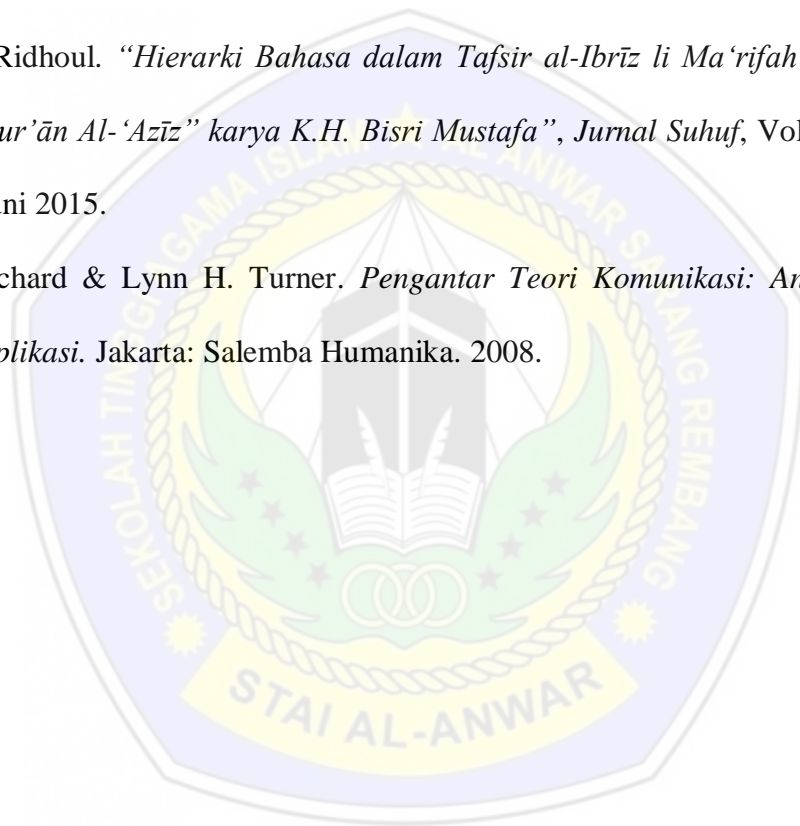 Ridhoul. “Hierarki Bahasa dalam Tafsir al-Ibrīz li Ma‘rifah
ur’ān Al-‘Azīz” karya K.H. Bisri Mustafa”, Jurnal Suhuf, Vol
ni 2015.
chard & Lynn H. Turner. Pengantar Teori Komunikasi: An
plikasi. Jakarta: Salemba Humanika. 2008.
SEKOLAH TINGGI AGAMA ISLAM AL ANWAR SARANG REMBANG
STAI AL-ANWAR